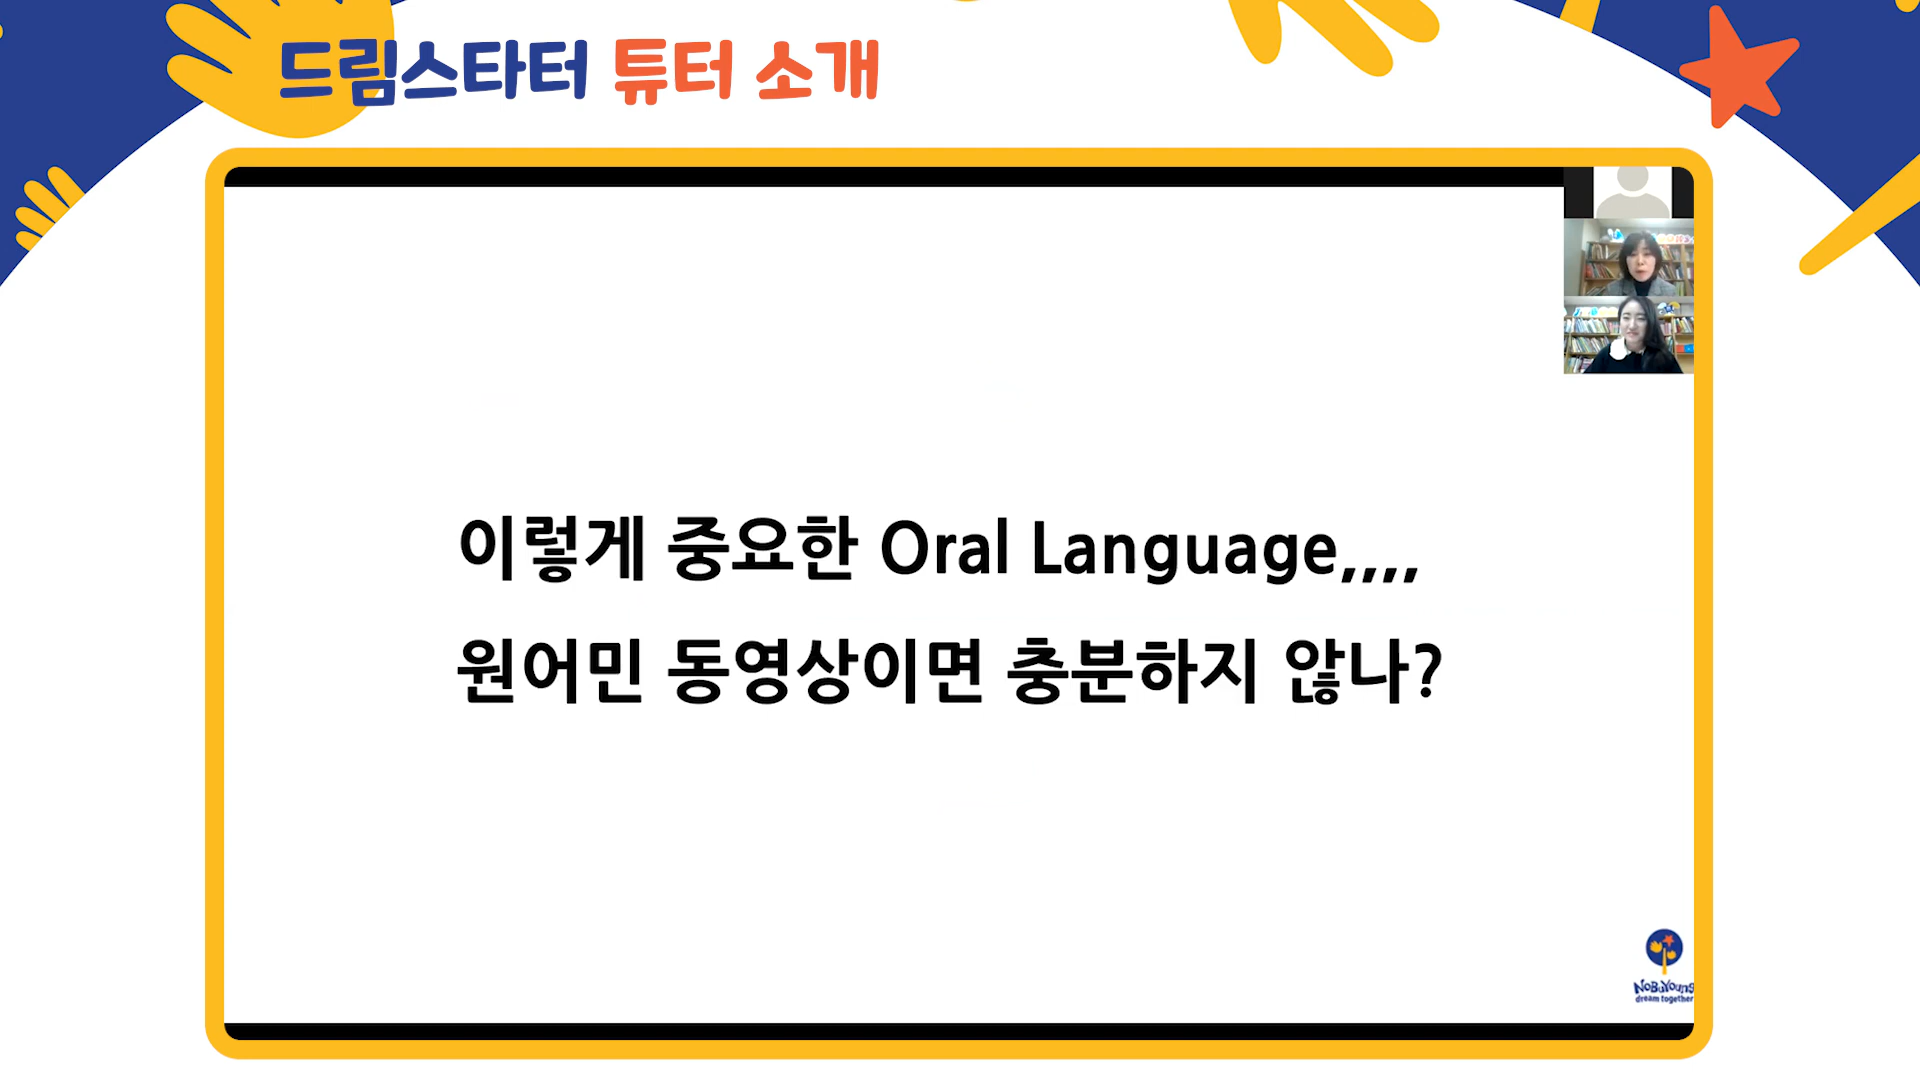 드림스타터 튜터 소개
이렇게 중요한 Oral Language,,,,
원어민 동영상이면 충분하지 않나?
NoBuYoung
dream together